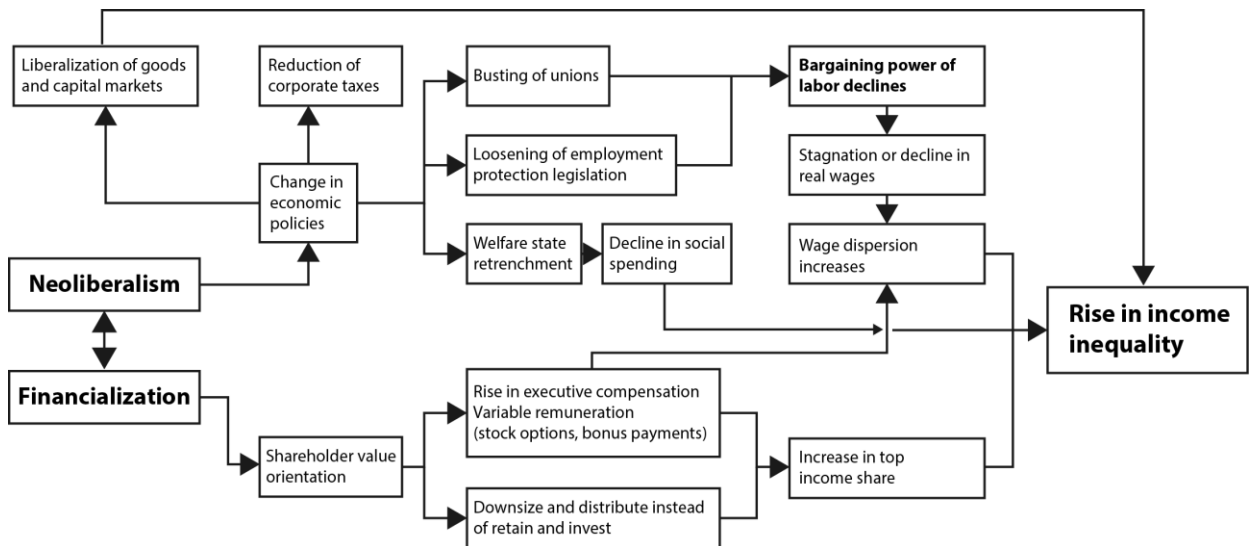 Liberalization of goods
and capital markets
Reduction of
corporate taxes
Busting of unions
Bargaining power of
labor declines
Loosening of employment
protection legislation
Stagnation or decline in
real wages
Change in
economic
policies
Welfare state
retrenchment
Decline in social
spending
Wage dispersion
increases
Neoliberalism
Rise in income
inequality
Financialization
Rise in executive compensation
Variable remuneration
(stock options, bonus payments)
Shareholder value
orientation
Increase in top
income share
Downsize and distribute instead
of retain and invest